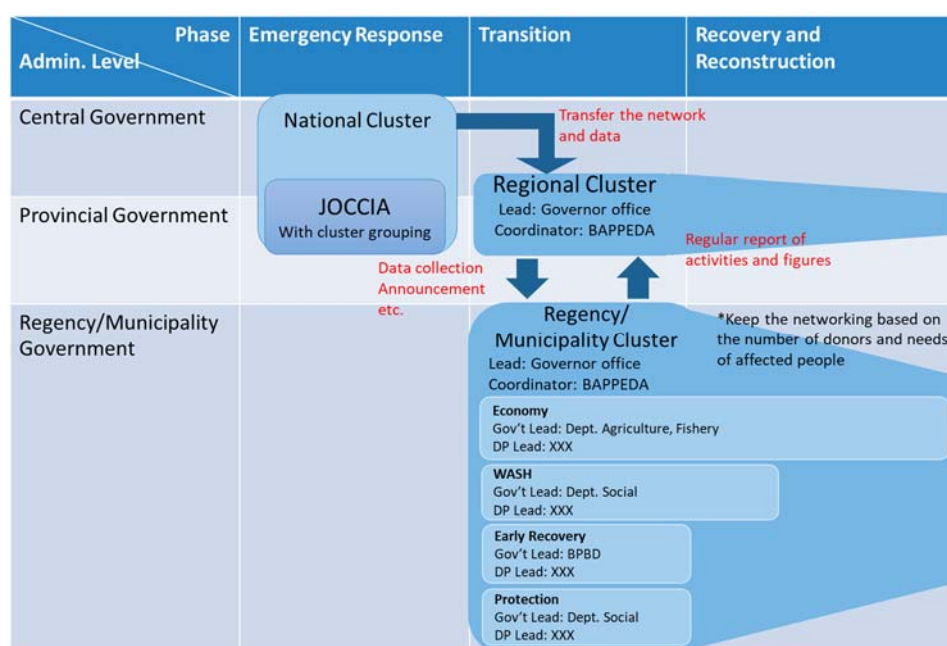 Phase
Admin. Level
Emergency Response
Transition
Recovery and
Reconstruction
Central Government
National Cluster
Transfer the network
and data
Provincial Government
JOCCIA
With cluster grouping
Regional Cluster
Lead: Governor office
Coordinator: BAPPEDA
Data collection
Announcement
etc.
Regular report of
activities and figures
Regency/Municipality
Government
Regency/
Municipality Cluster
Lead: Governor office
Coordinator: BAPPEDA
*Keep the networking based on
the number of donors and needs
of affected people
Economy
Gov't Lead: Dept. Agriculture, Fishery
DP Lead: XXX
WASH
Gov't Lead: Dept. Social
DP Lead: XXX
Early Recovery
Gov't Lead: BPBD
DP Lead: XXX
Protection
Gov't Lead: Dept. Social
DP Lead: XXX